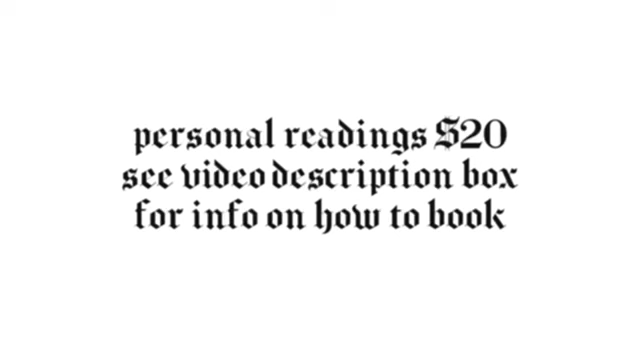 personal readings $20
see video description box
for info on how to book